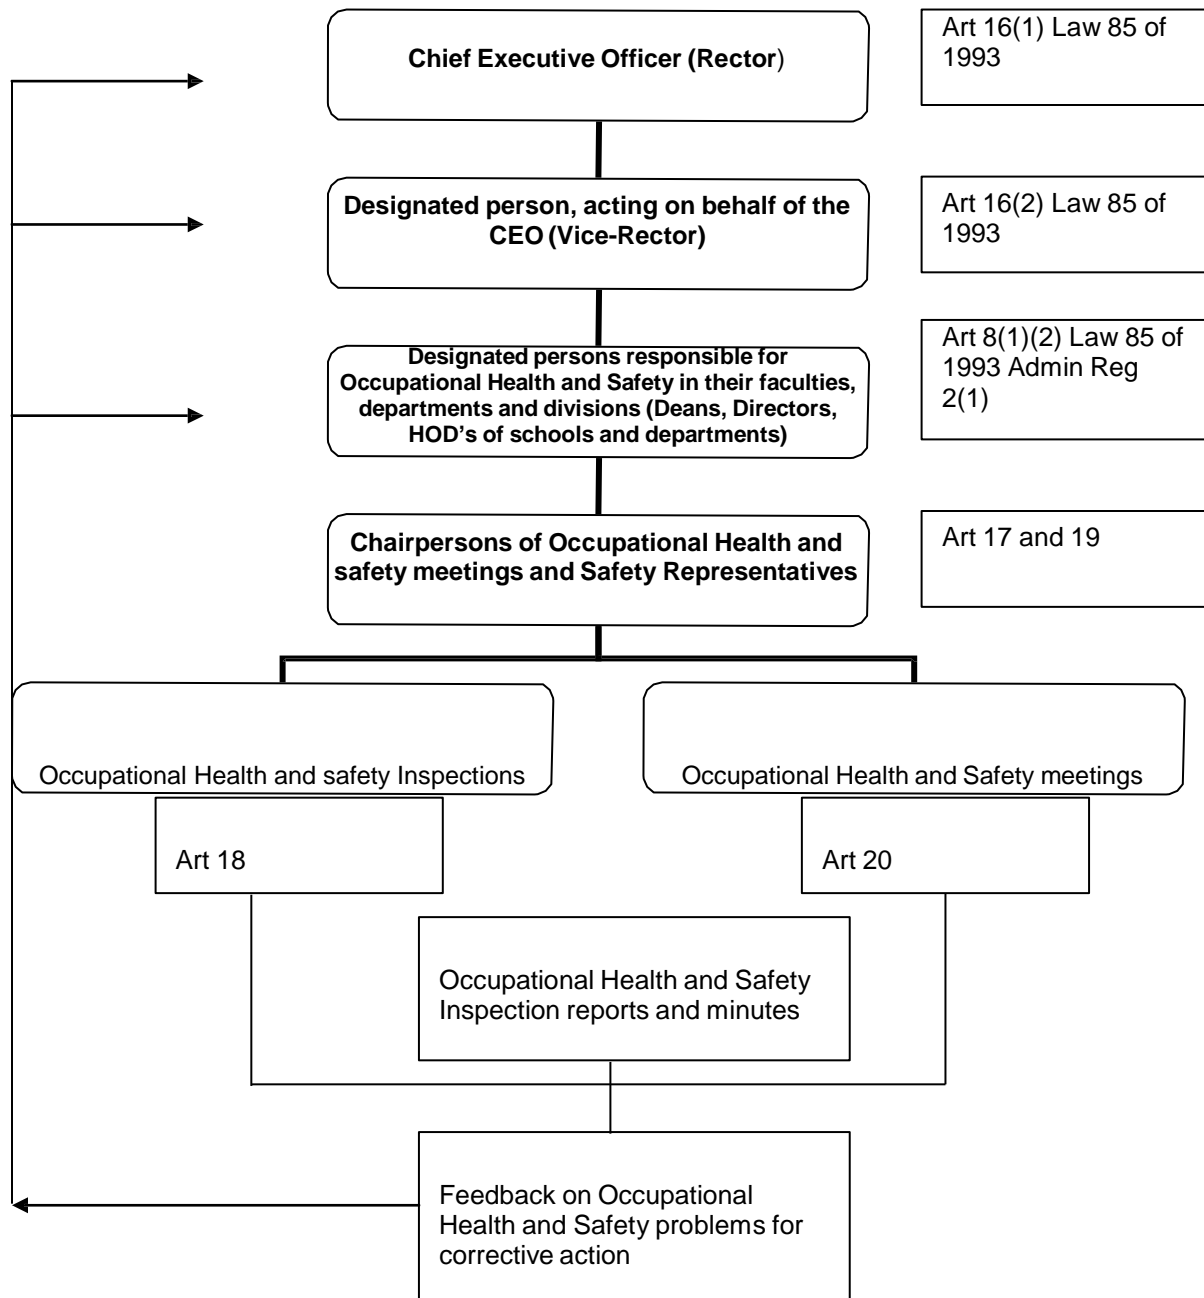 Chief Executive Officer (Rector)
Art 16(1) Law 85 of
1993
Designated person, acting on behalf of the
CEO (Vice-Rector)
Art 16(2) Law 85 of
1993
Designated persons responsible for
Occupational Health and Safety in their faculties,
departments and divisions (Deans, Directors,
HOD's of schools and departments)
Art 8(1)(2) Law 85 of
1993 Admin Reg
2(1)
Chairpersons of Occupational Health and
safety meetings and Safety Representatives
Art 17 and 19
Occupational Health and safety Inspections
Occupational Health and Safety meetings
Art 18
Art 20
Occupational Health and Safety
Inspection reports and minutes
Feedback on Occupational
Health and Safety problems for
corrective action